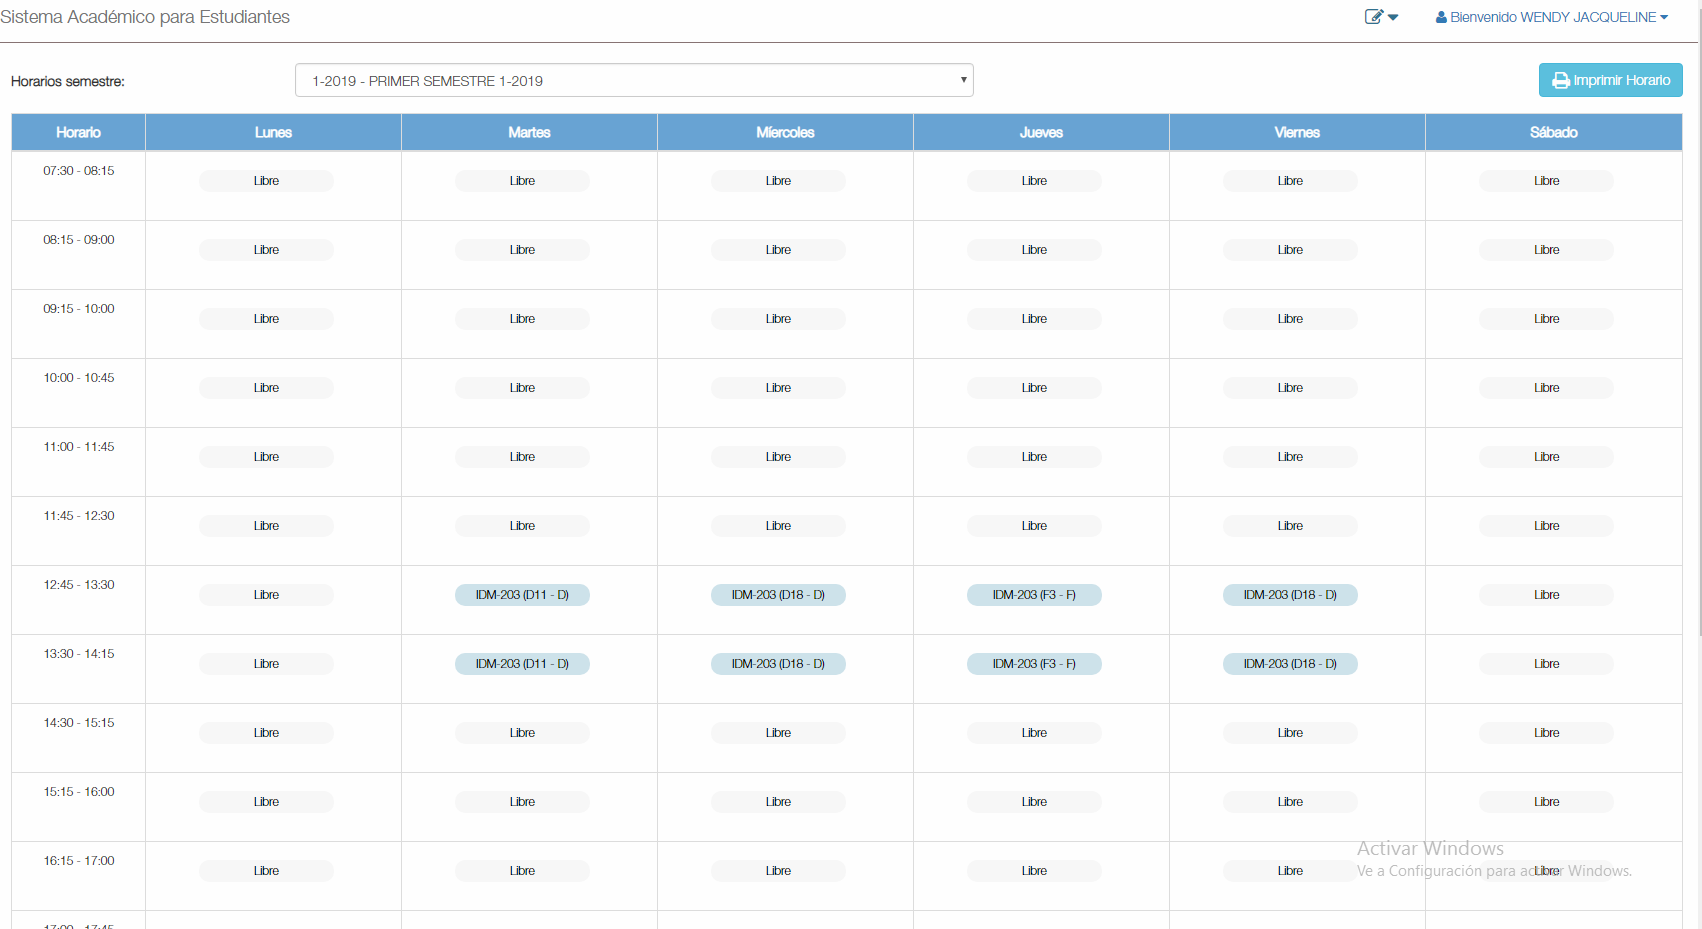 Sistema Académico para Estudiantes
Bienvenido WENDY JACQUELINE
Horarios semestre:
1-2019 - PRIMER SEMESTRE 1-2019
Imprimir Horario
Horario Lunes Martes Miercoles Jueves Viernes Sábado
07:30 - 08:15 Libre Libre Libre Libre Libre Libre
08:15 - 09:00 Libre Libre Libre Libre Libre Libre
09:15 - 10:00 Libre Libre Libre Libre Libre Libre
10:00 - 10:45 Libre Libre Libre Libre Libre Libre
11:00 - 11:45 Libre Libre Libre Libre Libre Libre
11:45 - 12:30 Libre Libre Libre Libre Libre Libre
12:45 - 13:30 Libre IDM-203 (D11 - D) IDM-203 (D18 - D) IDM-203 (F3 - F) IDM-203 (D18 - D) Libre
13:30 - 14:15 Libre IDM-203 (D11 - D) IDM-203 (D18 - D) IDM-203 (F3 - F) IDM-203 (D18 - D) Libre
14:30 - 15:15 Libre Libre Libre Libre Libre Libre
15:15 - 16:00 Libre Libre Libre Libre Libre Libre
16:15 - 17:00 Libre Libre Libre Libre Libre Libre
Activar Windows
Ve a Configuración para activar Windows.
17:00 - 17:45